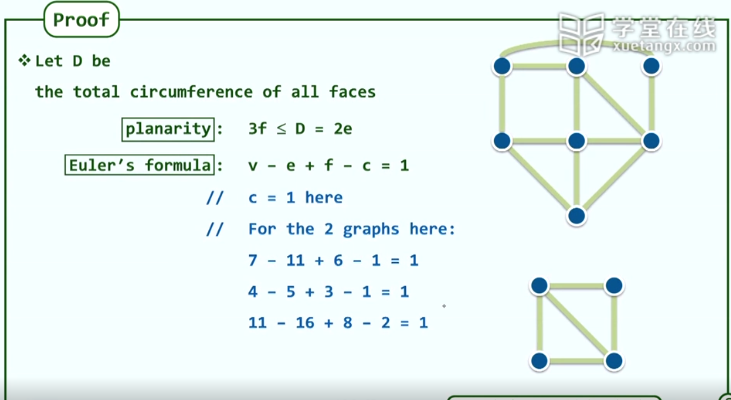 Proof
学堂在线
xuetangx.com
❖ Let D be
the total circumference of all faces
planarity: 3f ≤ D = 2e
Euler's formula: v - e + f - c = 1
// c = 1 here
// For the 2 graphs here:
7 - 11 + 6 - 1 = 1
4 - 5 + 3 - 1 = 1
11 - 16 + 8 - 2 = 1